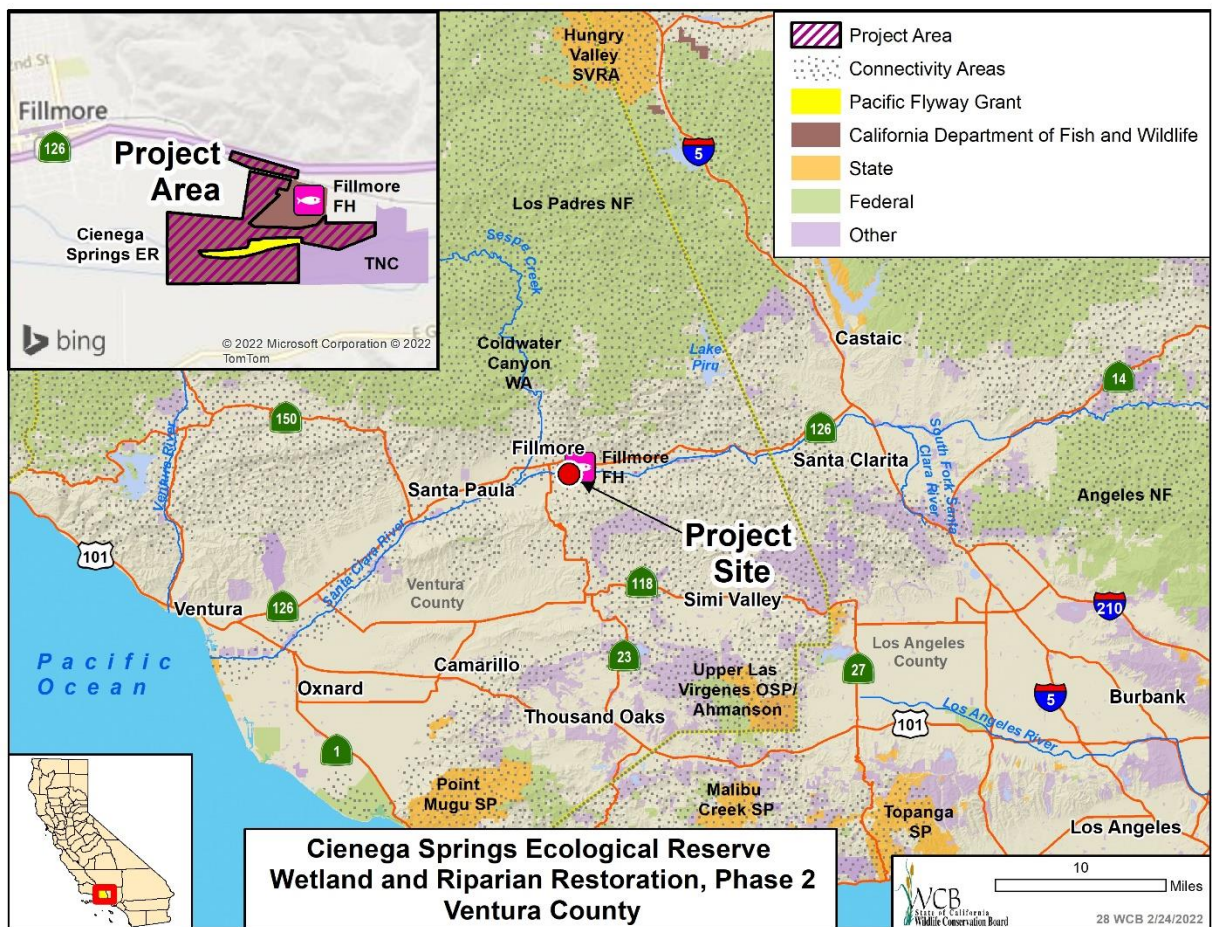 nd St
Fillmore
126
Project
Area
Fillmore
FH
Cienega
Springs ER
TNC
E G
bing
© 2022 Microsoft Corporation © 2022
TomTom
Project Area
Connectivity Areas
Pacific Flyway Grant
California Department of Fish and Wildlife
State
Federal
Other
Hungry
Valley
SVRA
5
Los Padres NF
Sespe Creek
Coldwater
Canyon
WA
Lake
Piru
Castaic
14
150
126
Fillmore
Fillmore
FH
Santa Clarita
South Fork Santa
Clara River
Angeles NF
Ventura River
Santa Paula
101
Santa Clara River
Project
Site
Ventura
County
118
Simi Valley
210
Ventura
126
Los Angeles
County
Pacific
Ocean
Camarillo
23
Upper Las
Virgenes OSP/
Ahmanson
27
5
Burbank
Oxnard
Thousand Oaks
101
Los Angeles River
1
Point
Mugu SP
Malibu
Creek SP
Topanga
SP
Los Angeles
Cienega Springs Ecological Reserve
Wetland and Riparian Restoration, Phase 2
Ventura County
10
Miles
WCB
State of California
Wildlife Conservation Board
28 WCB 2/24/2022